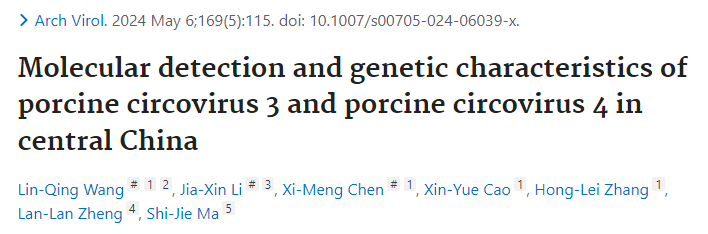 Arch Virol. 2024 May 6;169(5):115. doi: 10.1007/s00705-024-06039-x.
Molecular detection and genetic characteristics of
porcine circovirus 3 and porcine circovirus 4 in
central China
Lin-Qing Wang # 1 2, Jia-Xin Li # 3, Xi-Meng Chen # 1, Xin-Yue Cao 1, Hong-Lei Zhang 1,
Lan-Lan Zheng 4, Shi-Jie Ma 5